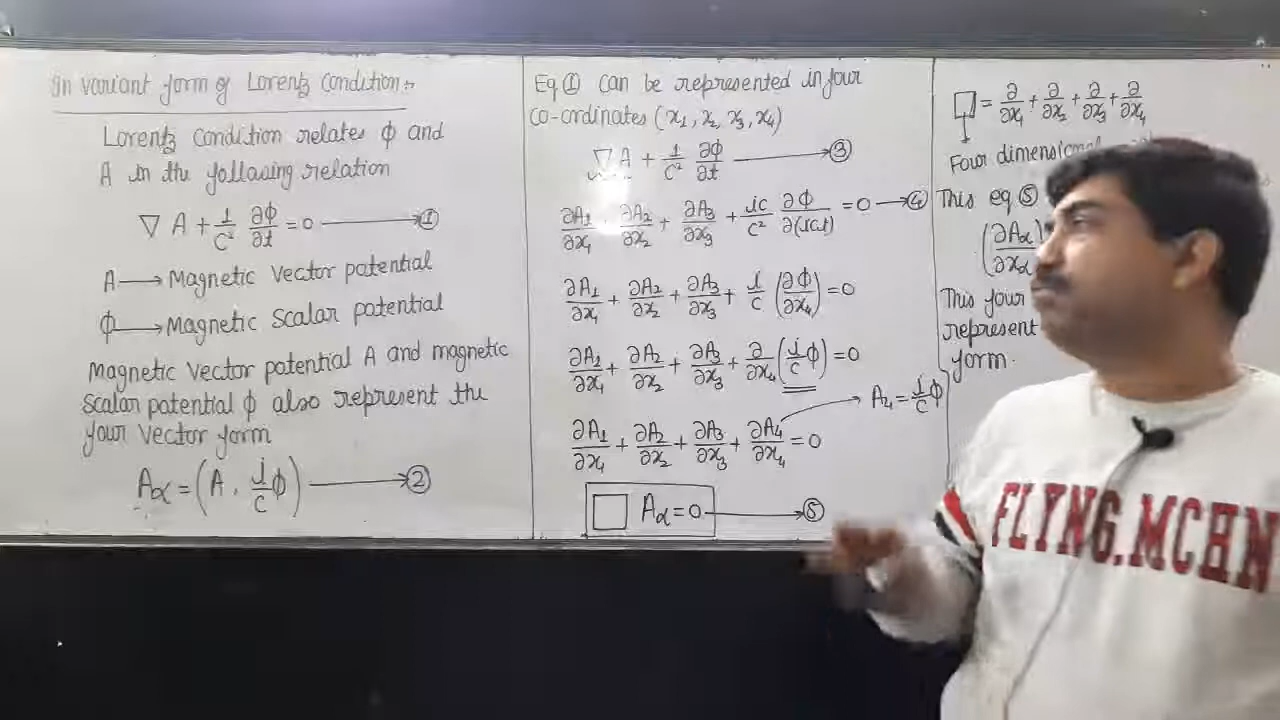 In variant form of Lorentz Condition:-
Lorentz Condition relates ϕ and
A in the following relation
∇ A + 1/c² ∂ϕ/∂t = 0 ⟶ ①
A ⟶ Magnetic Vector potential
ϕ ⟶ Magnetic Scalar potential
Magnetic Vector potential A and magnetic
Scalar potential ϕ also represent the
four Vector form
Aα = (A, i/c ϕ) ⟶ ②
Eq ① can be represented in four
co-ordinates (x₁, x₂, x₃, x₄)
∇ A + 1/c² ∂ϕ/∂t ⟶ ③
∂A₁/∂x₁ + ∂A₂/∂x₂ + ∂A₃/∂x₃ + ic/c² ∂ϕ/∂(ict) = 0 ⟶ ④
∂A₁/∂x₁ + ∂A₂/∂x₂ + ∂A₃/∂x₃ + i/c (∂ϕ/∂x₄) = 0
∂A₁/∂x₁ + ∂A₂/∂x₂ + ∂A₃/∂x₃ + ∂/∂x₄ (i/c ϕ) = 0
∂A₁/∂x₁ + ∂A₂/∂x₂ + ∂A₃/∂x₃ + ∂A₄/∂x₄ = 0 ⟶ A₄ = i/c ϕ
□ Aα = 0 ⟶ ⑤
□ = ∂/∂x₁ + ∂/∂x₂ + ∂/∂x₃ + ∂/∂x₄
Four dimensional
This eq ⑤
(∂Aα/∂xα)
This four
represent
form.
FLYNG.MCHN